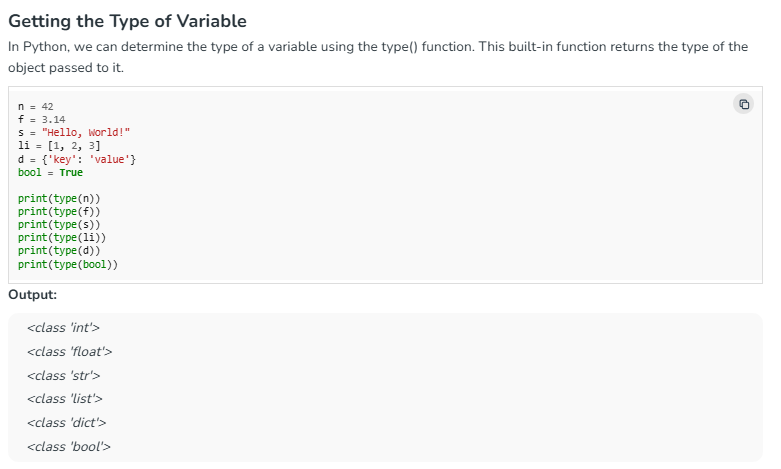 Getting the Type of Variable
In Python, we can determine the type of a variable using the type() function. This built-in function returns the type of the
object passed to it.
n = 42
f = 3.14
s = "Hello, World!"
li = [1, 2, 3]
d = {'key': 'value'}
bool = True

print(type(n))
print(type(f))
print(type(s))
print(type(li))
print(type(d))
print(type(bool))
Output:
<class 'int'>
<class 'float'>
<class 'str'>
<class 'list'>
<class 'dict'>
<class 'bool'>